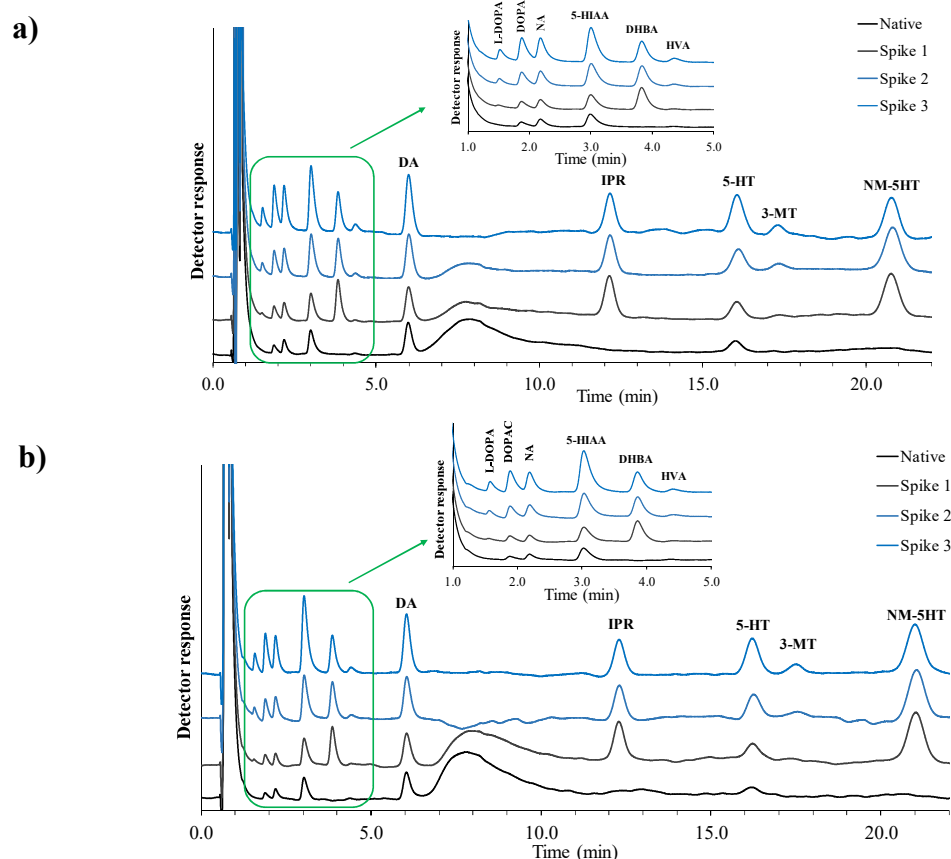 a)
Native
Spike 1
Spike 2
Spike 3
L-DOPA
DOPA
NA
5-HIAA
DHBA
HVA
Detector response
1.0 2.0 3.0 4.0 5.0
Time (min)
DA
IPR
5-HT
3-MT
NM-5HT
Detector response
0.0 5.0 10.0 15.0 20.0
Time (min)
b)
Native
Spike 1
Spike 2
Spike 3
L-DOPA
DOPAC
NA
5-HIAA
DHBA
HVA
Detector response
1.0 2.0 3.0 4.0 5.0
Time (min)
DA
IPR
5-HT
3-MT
NM-5HT
Detector response
0.0 5.0 10.0 15.0 20.0
Time (min)